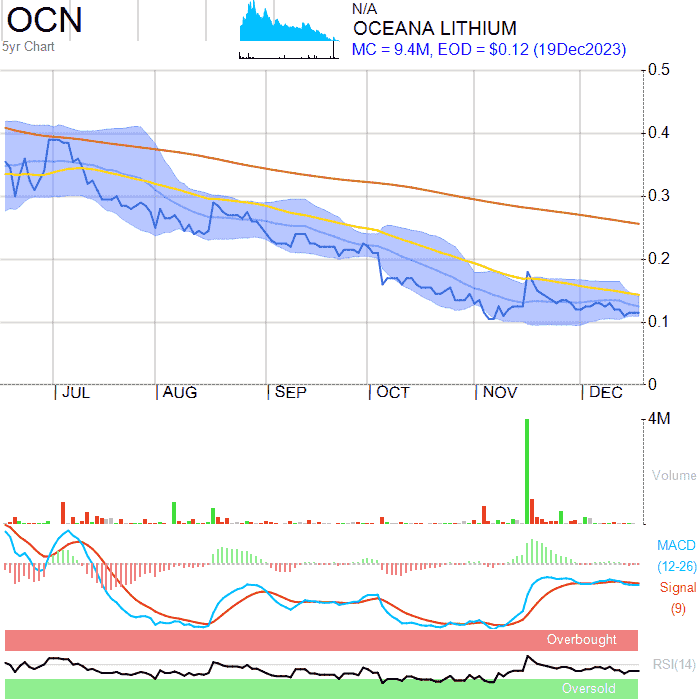 OCN
5yr Chart
N/A
OCEANA LITHIUM
MC = 9.4M, EOD = $0.12 (19Dec2023)
0.5
0.4
0.3
0.2
0.1
0
JUL AUG SEP OCT NOV DEC
4M
Volume
MACD
(12-26)
Signal
(9)
Overbought
RSI(14)
Oversold